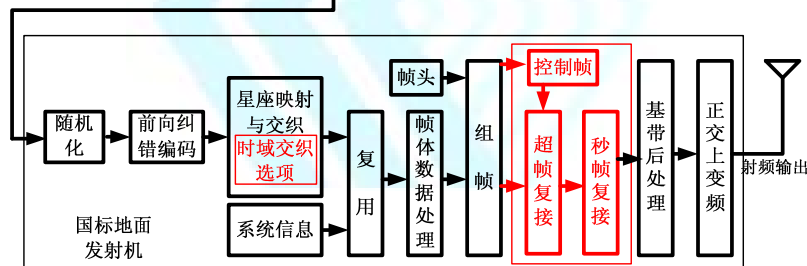 随机
化
前向纠
错编码
星座映射
与交织
时域交织
选项
系统信息
复
用
帧头
帧体数据处理
组
帧
控制帧
超帧复接
秒帧复接
基带后处理
正交上变频
射频输出
国标地面
发射机